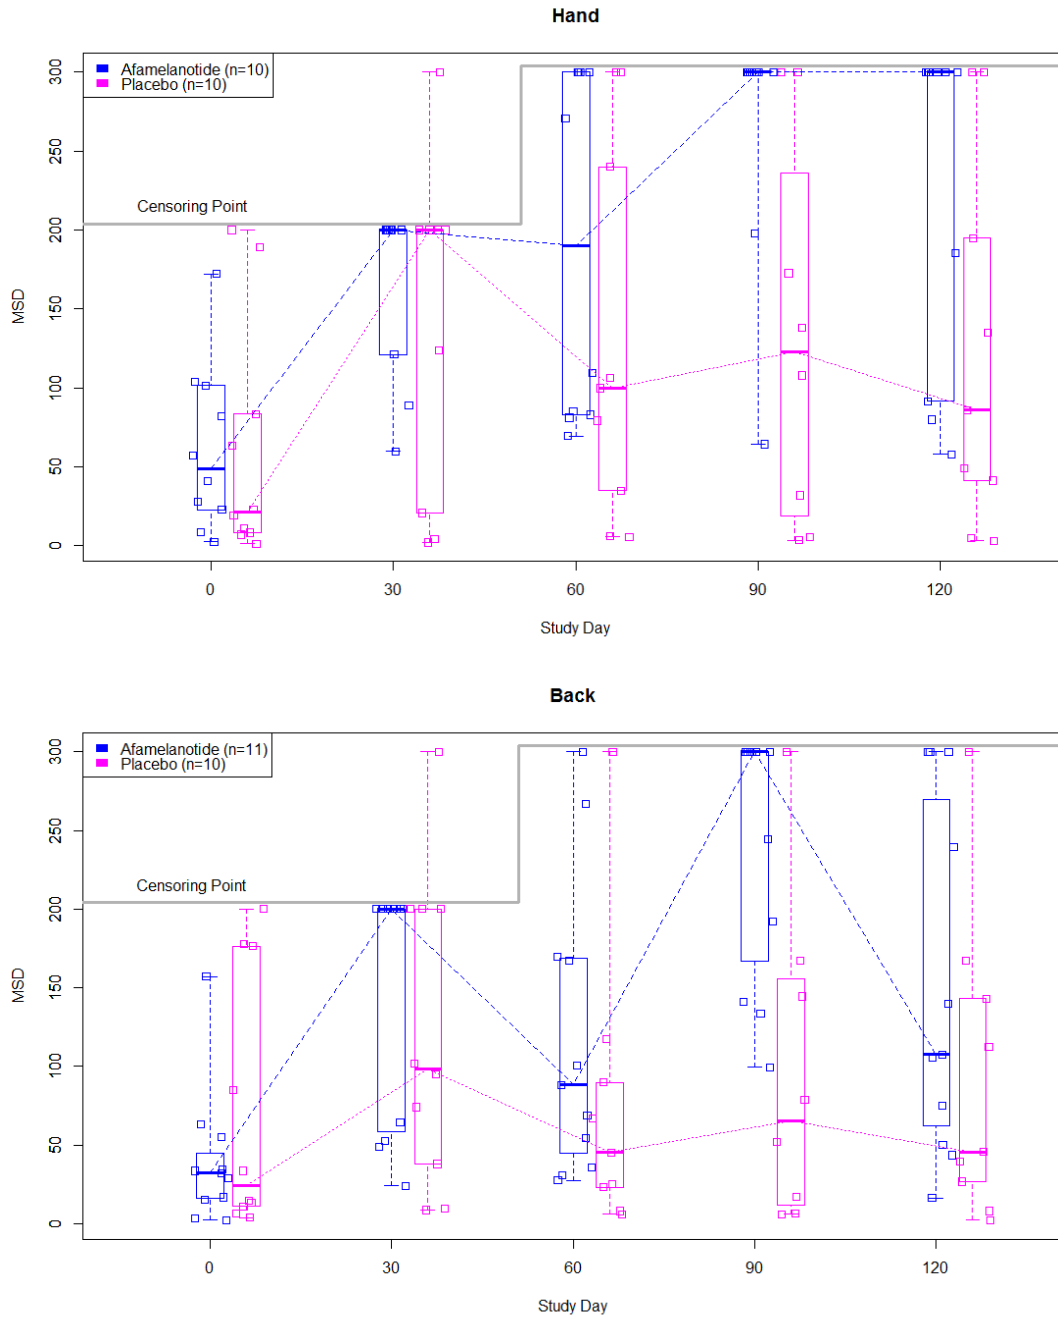 Hand
Afamelanotide (n=10)
Placebo (n=10)
Censoring Point
MSD
0
50
100
150
200
250
300
0 30 60 90 120
Study Day
Back
Afamelanotide (n=11)
Placebo (n=10)
Censoring Point
MSD
0
50
100
150
200
250
300
0 30 60 90 120
Study Day